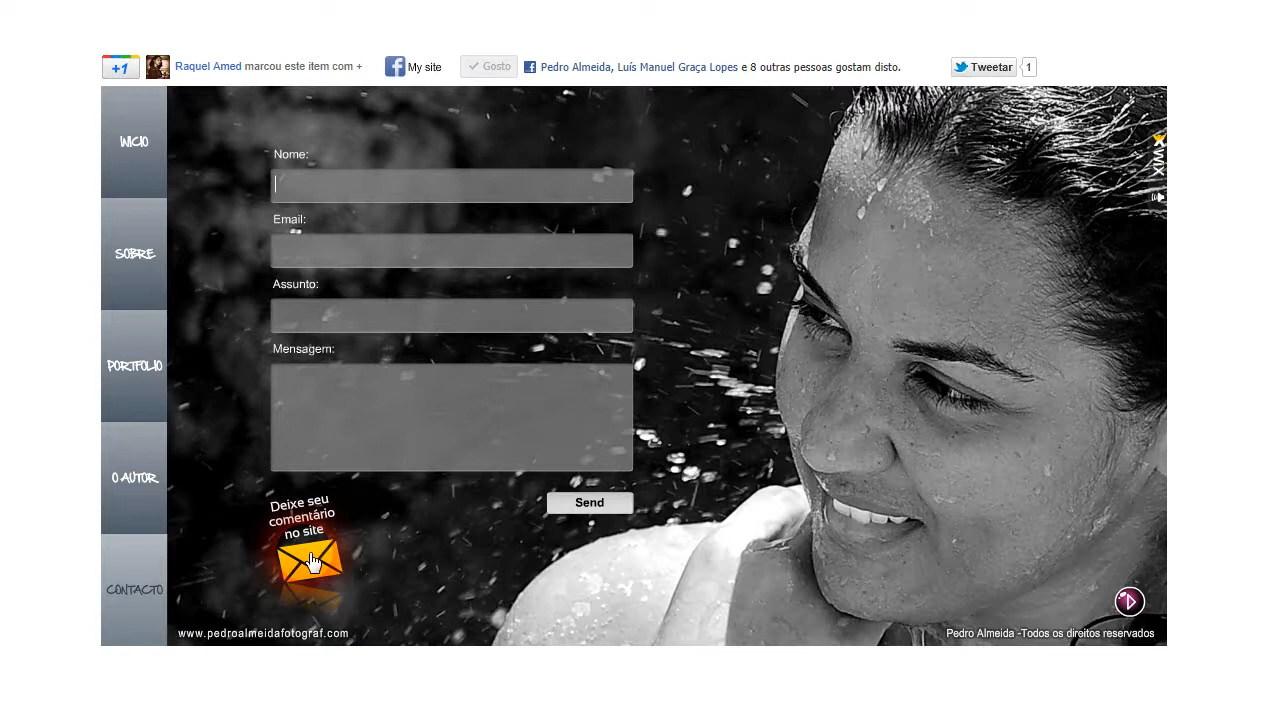 +1
Raquel Amed marcou este item com +
My site
Gosto
Pedro Almeida, Luís Manuel Graça Lopes e 8 outras pessoas gostam disto.
Tweetar
1
INICIO
SOBRE
PORTFOLIO
O AUTOR
CONTACTO
WiX
Nome:
Email:
Assunto:
Mensagem:
Send
Deixe seu
comentário
no site
www.pedroalmeidafotograf.com
Pedro Almeida -Todos os direitos reservados